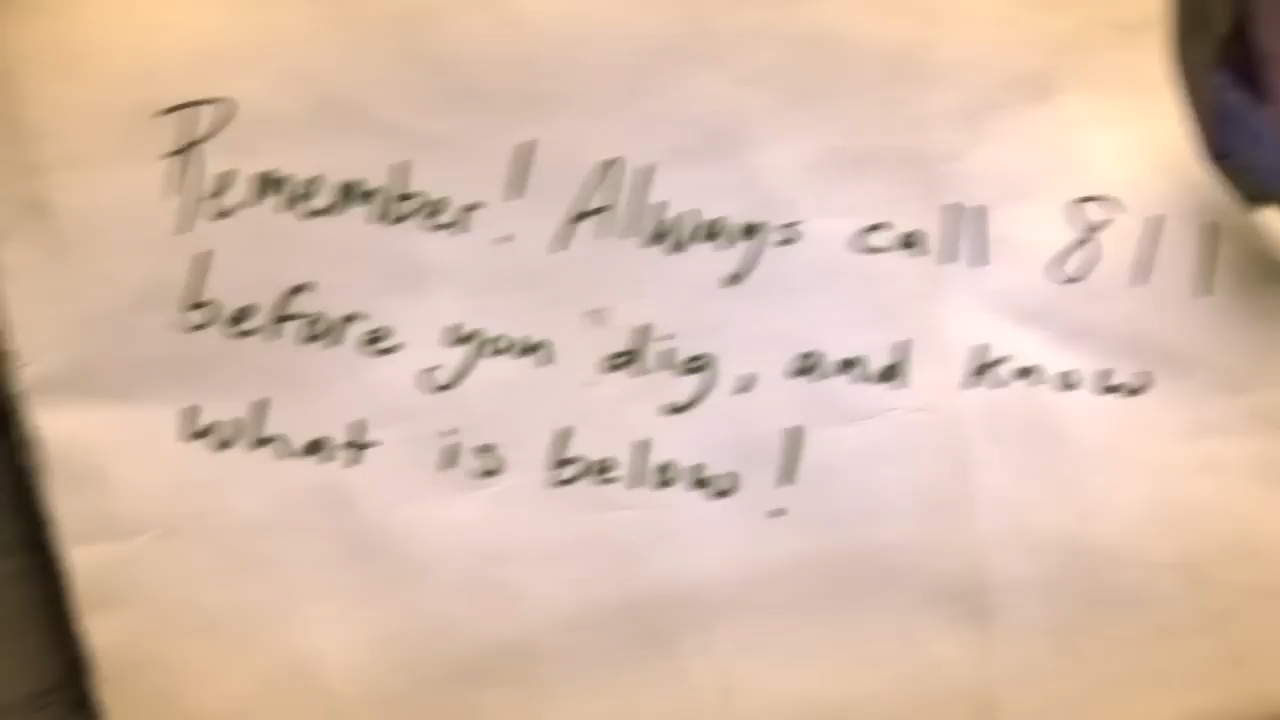 Remember! Always call 811
before you dig, and know
what is below!